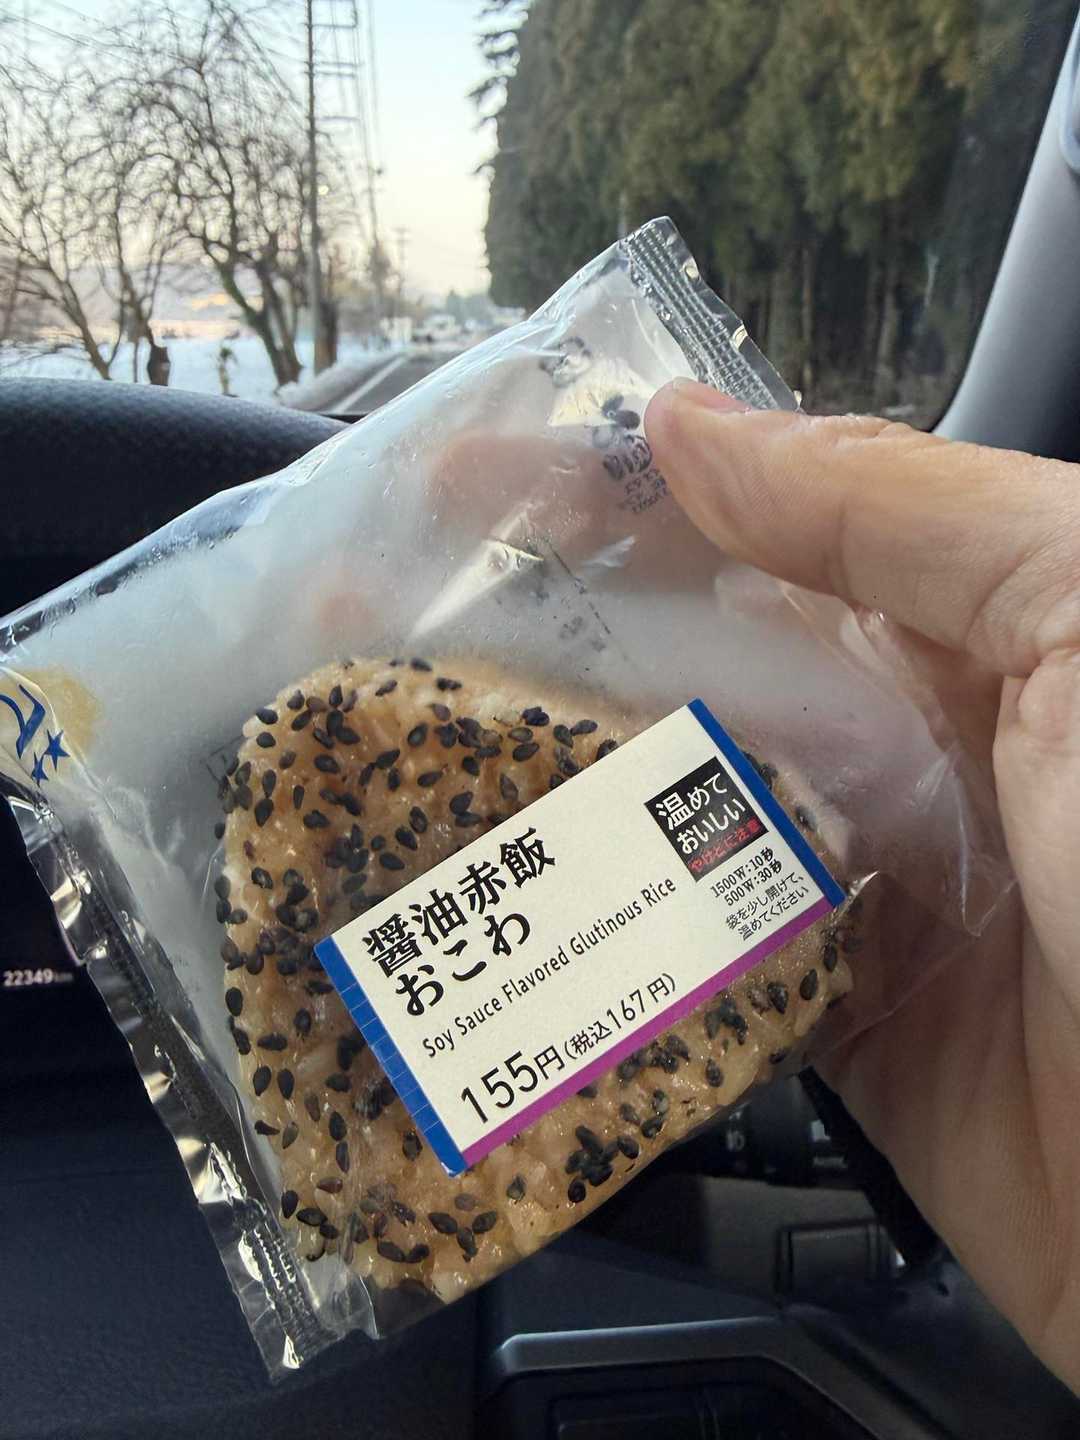 醤油赤飯
おこわ
Soy Sauce Flavored Glutinous Rice
155円(税込167円)
温めて
おいしい
やけどに注意
1500W:10秒
500W:30秒
袋を少し開けて、
温めてください
22349km